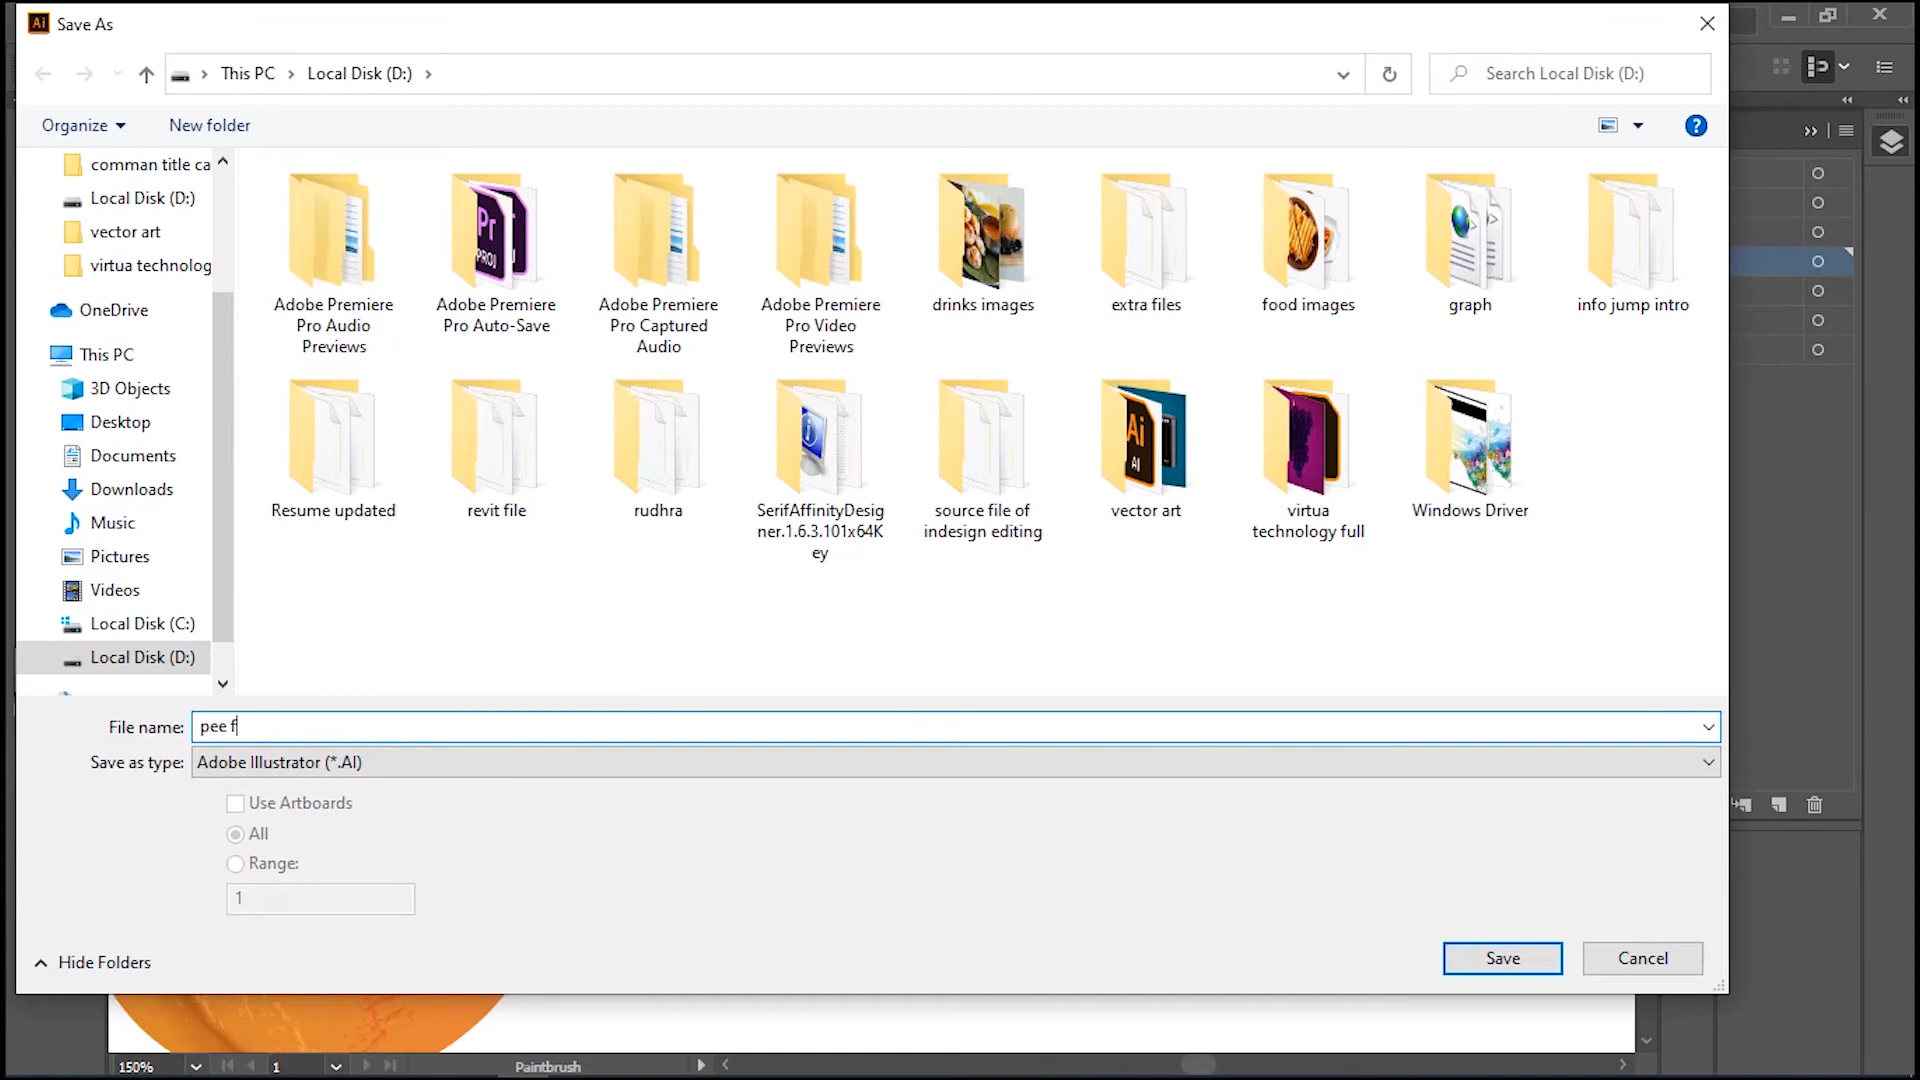 Ai Save As
This PC Local Disk (D:)
Search Local Disk (D:)
Organize
New folder
?
comman title ca
Local Disk (D:)
vector art
virtua technolog
OneDrive
This PC
3D Objects
Desktop
Documents
Downloads
Music
Pictures
Videos
Local Disk (C:)
Local Disk (D:)
Pr
PROJ
Adobe Premiere
Pro Audio
Previews
Adobe Premiere
Pro Auto-Save
Adobe Premiere
Pro Captured
Audio
Adobe Premiere
Pro Video
Previews
drinks images
extra files
food images
graph
info jump intro
Ai
AI
Resume updated
revit file
rudhra
SerifAffinityDesig
ner.1.6.3.101x64K
ey
source file of
indesign editing
vector art
virtua
technology full
Windows Driver
File name: pee f
Save as type: Adobe Illustrator (*.AI)
Use Artboards
All
Range:
1
Hide Folders
Save
Cancel
150%
1
Paintbrush